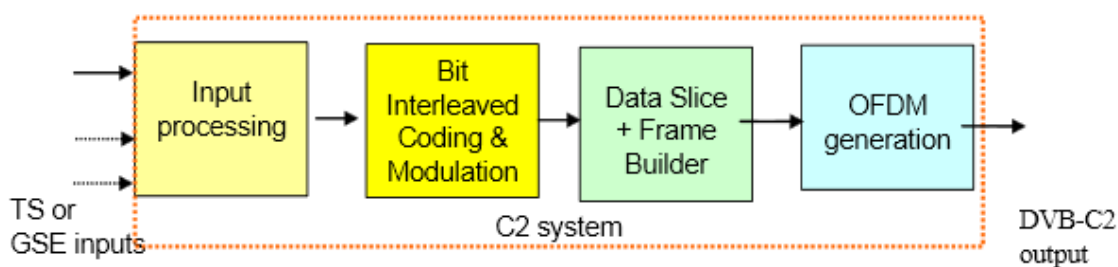 Input
processing
Bit
Interleaved
Coding &
Modulation
Data Slice
+ Frame
Builder
OFDM
generation
TS or
GSE inputs
C2 system
DVB-C2
output